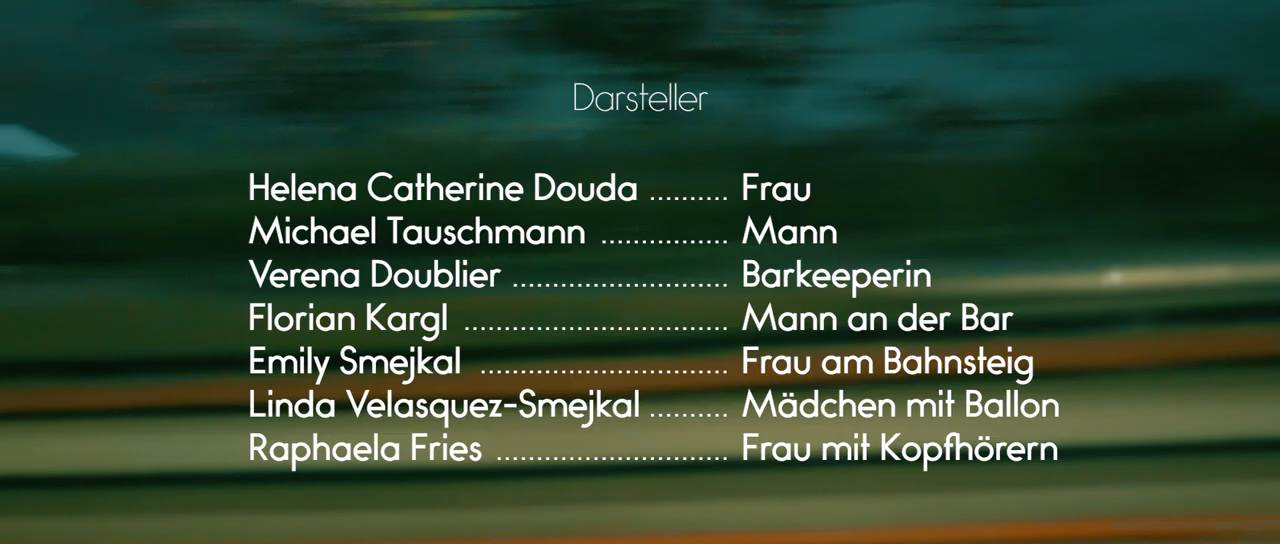 Darsteller
Helena Catherine Douda .......... Frau
Michael Tauschmann ................ Mann
Verena Doublier ........................... Barkeeperin
Florian Kargl ................................. Mann an der Bar
Emily Smejkal ............................... Frau am Bahnsteig
Linda Velasquez-Smejkal .......... Mädchen mit Ballon
Raphaela Fries ............................. Frau mit Kopfhörern